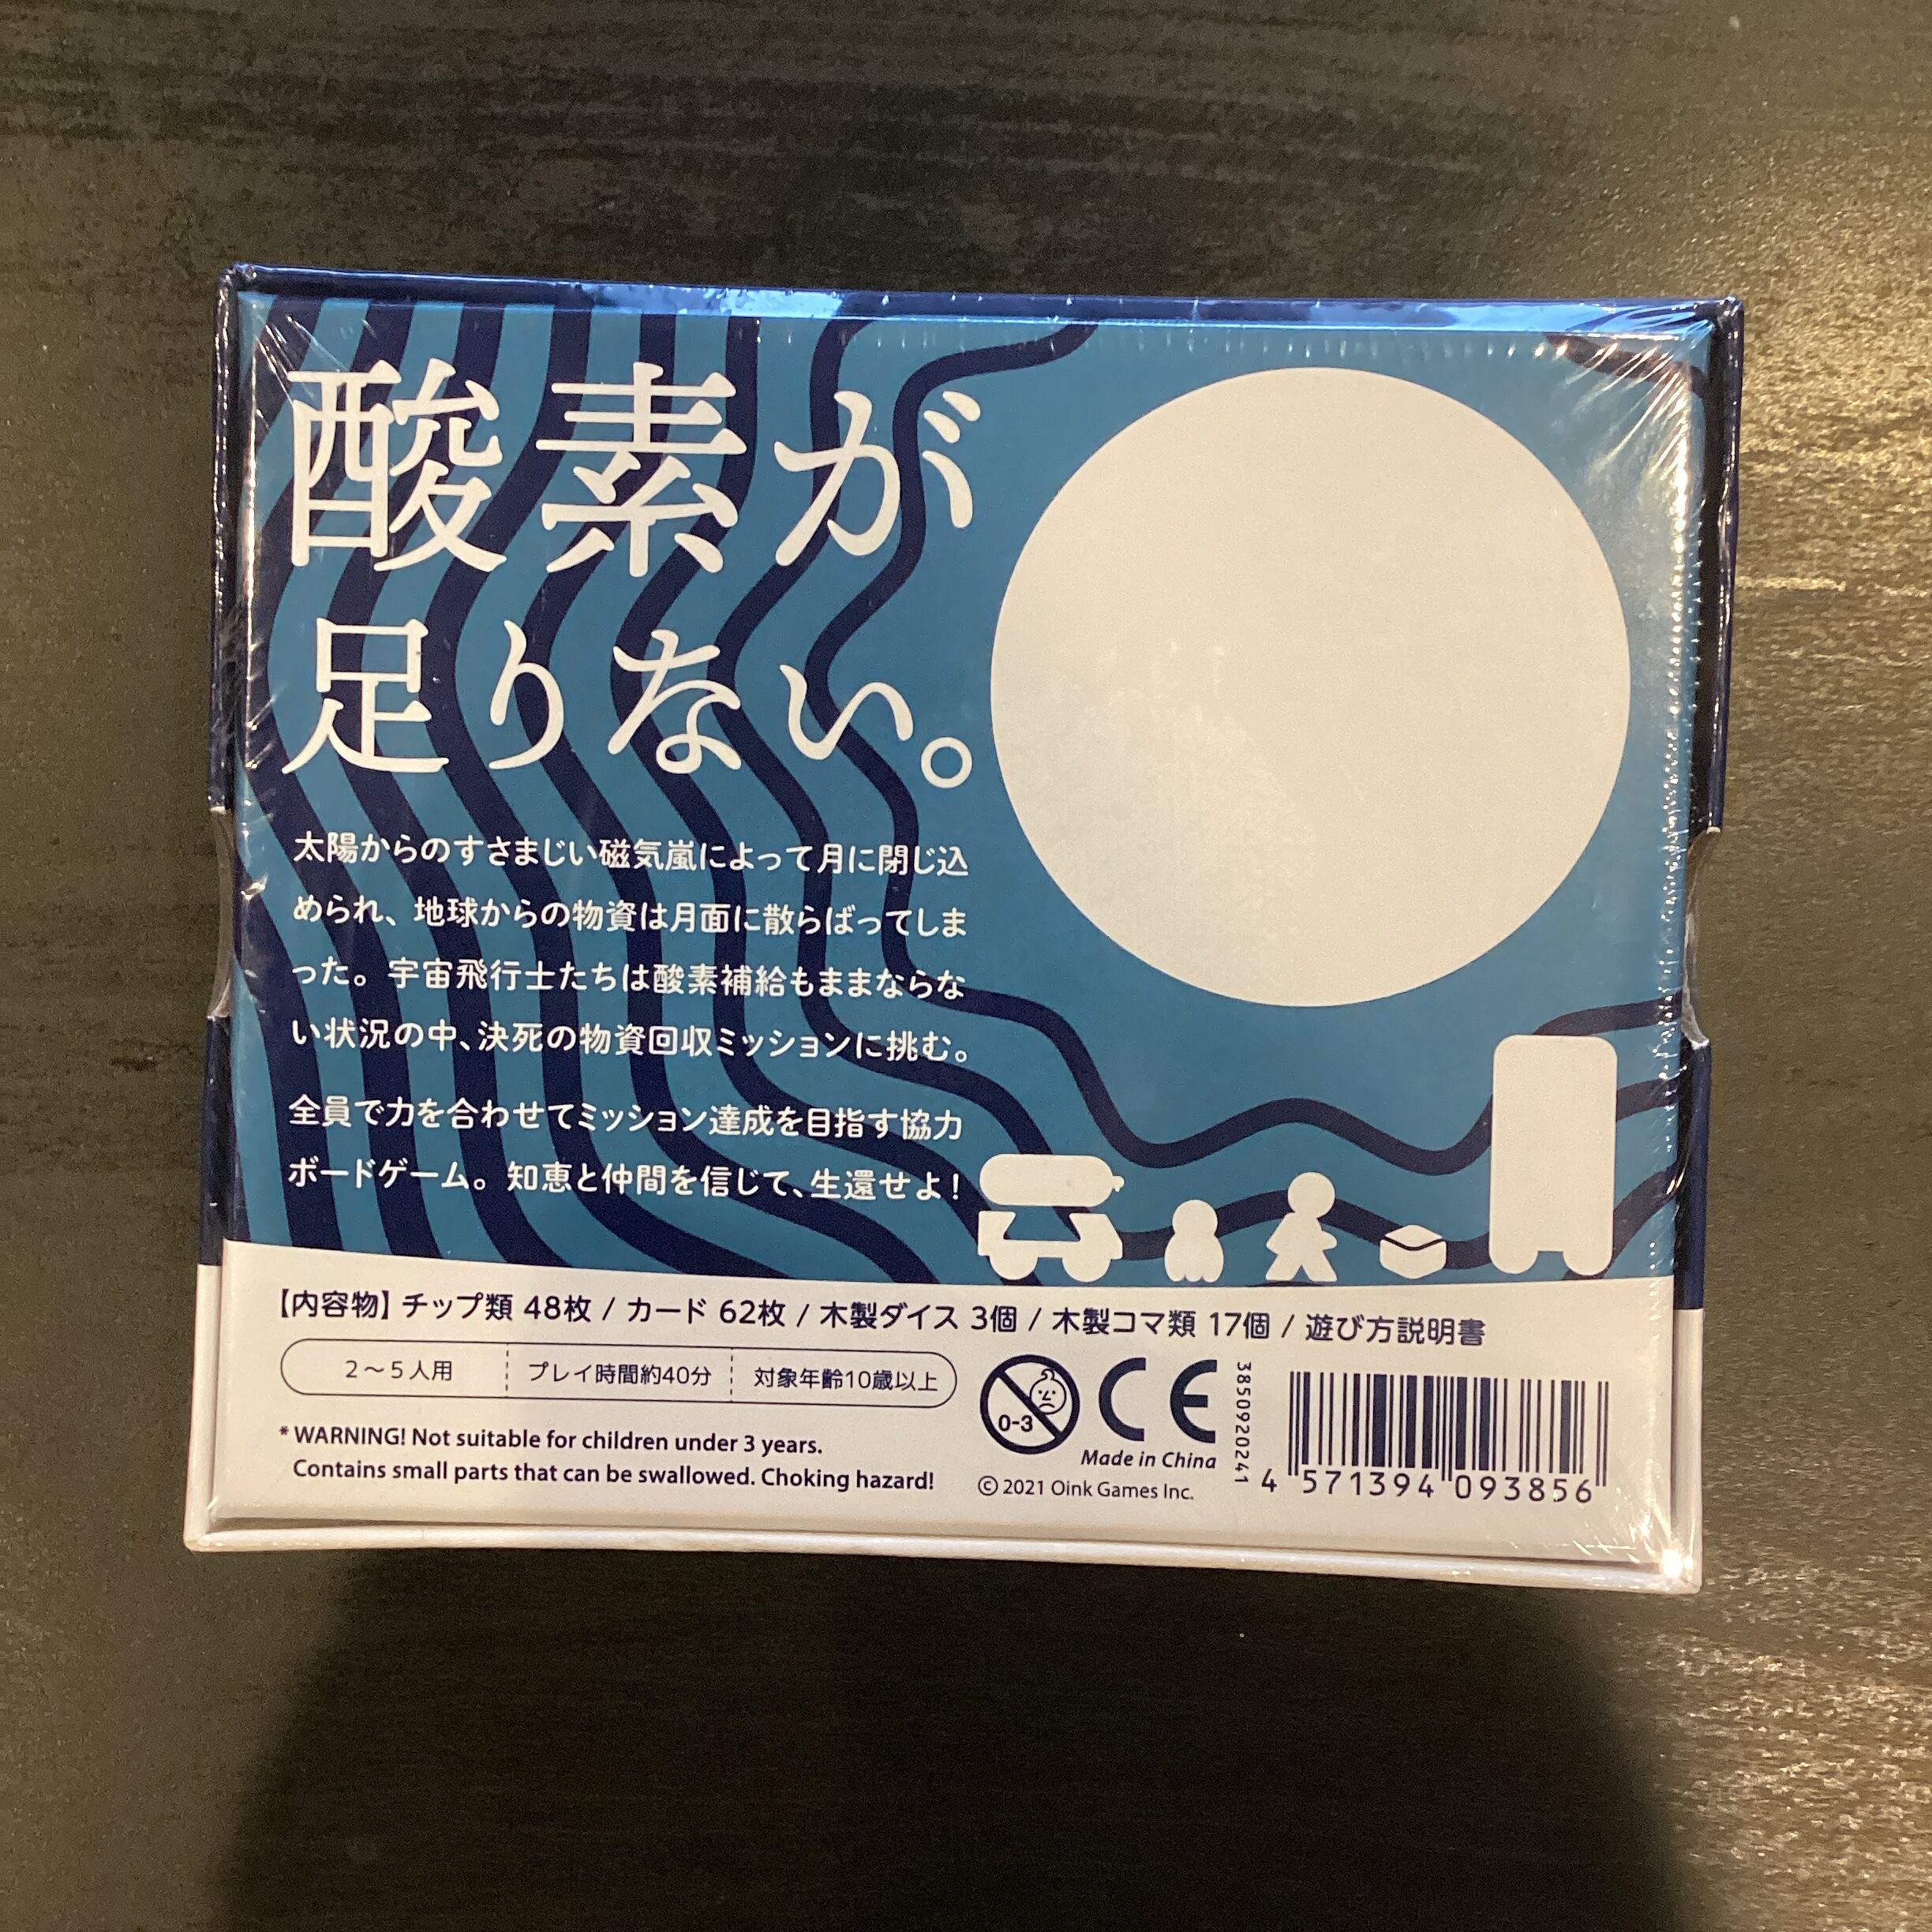 酸素が
足りない。
太陽からのすさまじい磁気嵐によって月に閉じ込
められ、地球からの物資は月面に散らばってしま
った。宇宙飛行士たちは酸素補給もままならな
い状況の中、決死の物資回収ミッションに挑む。
全員で力を合わせてミッション達成を目指す協力
ボードゲーム。知恵と仲間を信じて、生還せよ！
【内容物】チップ類 48枚 / カード 62枚 / 木製ダイス 3個 / 木製コマ類 17個 / 遊び方説明書
2〜5人用 プレイ時間約40分 対象年齢10歳以上
* WARNING! Not suitable for children under 3 years.
Contains small parts that can be swallowed. Choking hazard!
0-3
CE
Made in China
© 2021 Oink Games Inc.
385092024​1
4 571394 093856